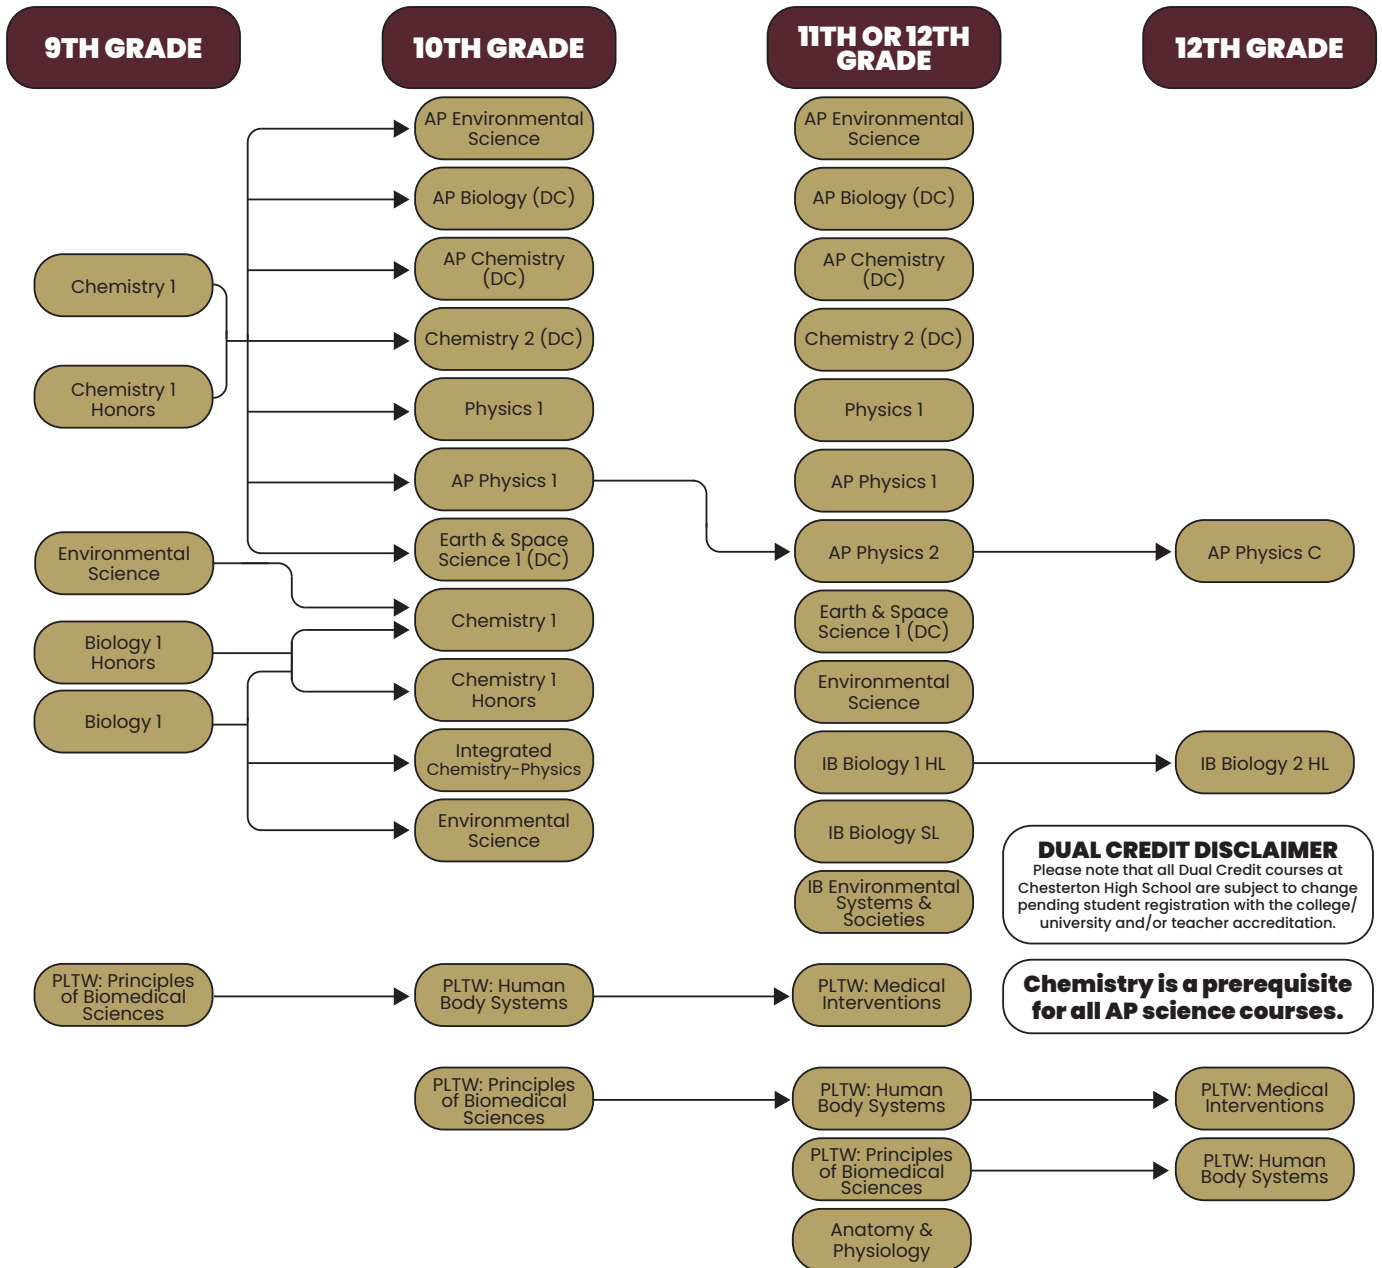 9TH GRADE
10TH GRADE
11TH OR 12TH
GRADE
12TH GRADE
Chemistry 1
Chemistry 1
Honors
Environmental
Science
Biology 1
Honors
Biology 1
PLTW: Principles
of Biomedical
Sciences
AP Environmental
Science
AP Biology (DC)
AP Chemistry
(DC)
Chemistry 2 (DC)
Physics 1
AP Physics 1
Earth & Space
Science 1 (DC)
Chemistry 1
Chemistry 1
Honors
Integrated
Chemistry-Physics
Environmental
Science
PLTW: Human
Body Systems
PLTW: Principles
of Biomedical
Sciences
AP Environmental
Science
AP Biology (DC)
AP Chemistry
(DC)
Chemistry 2 (DC)
Physics 1
AP Physics 1
AP Physics 2
Earth & Space
Science 1 (DC)
Environmental
Science
IB Biology 1 HL
IB Biology SL
IB Environmental
Systems &
Societies
PLTW: Medical
Interventions
PLTW: Human
Body Systems
PLTW: Principles
of Biomedical
Sciences
Anatomy &
Physiology
AP Physics C
IB Biology 2 HL
DUAL CREDIT DISCLAIMER
Please note that all Dual Credit courses at
Chesterton High School are subject to change
pending student registration with the college/
university and/or teacher accreditation.
Chemistry is a prerequisite
for all AP science courses.
PLTW: Medical
Interventions
PLTW: Human
Body Systems